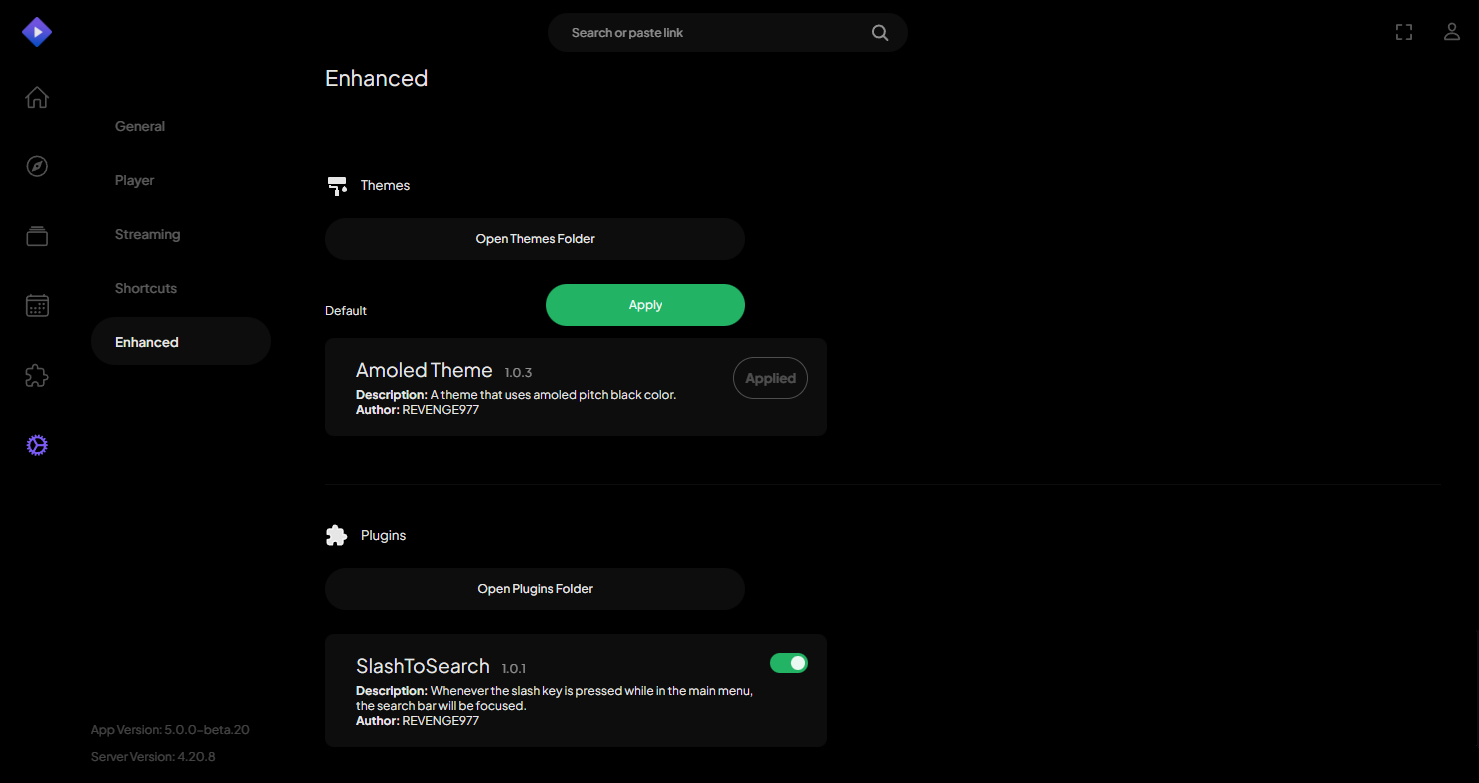 Search or paste link
Enhanced
General
Player
Streaming
Shortcuts
Enhanced
App Version: 5.0.0-beta.20
Server Version: 4.20.8
Themes
Open Themes Folder
Default
Apply
Amoled Theme 1.0.3
Applied
Description: A theme that uses amoled pitch black color.
Author: REVENGE977
Plugins
Open Plugins Folder
SlashToSearch 1.0.1
Description: Whenever the slash key is pressed while in the main menu,
the search bar will be focused.
Author: REVENGE977